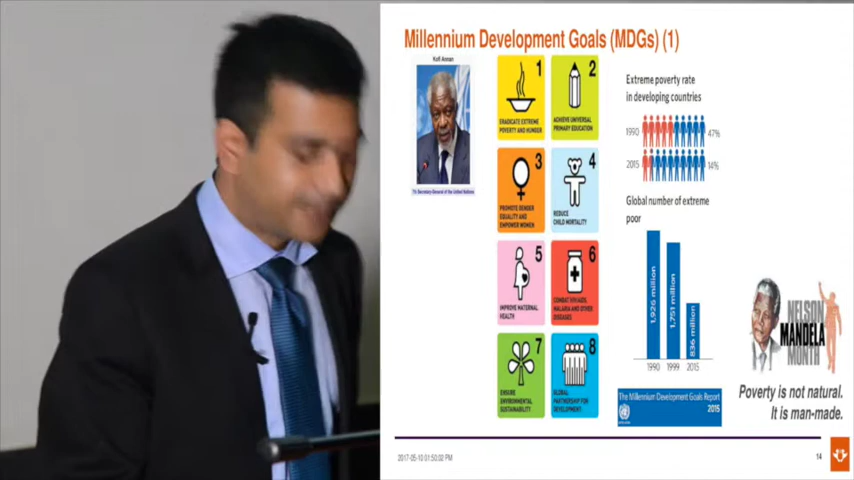 Millennium Development Goals (MDGs) (1)
Kofi Annan
7th Secretary General of the United Nations
1
ERADICATE EXTREME
POVERTY AND HUNGER
2
ACHIEVE UNIVERSAL
PRIMARY EDUCATION
3
PROMOTE GENDER
EQUALITY AND
EMPOWER WOMEN
4
REDUCE
CHILD MORTALITY
5
IMPROVE MATERNAL
HEALTH
6
COMBAT HIV/AIDS,
MALARIA AND OTHER
DISEASES
7
ENSURE
ENVIRONMENTAL
SUSTAINABILITY
8
GLOBAL
PARTNERSHIP FOR
DEVELOPMENT
Extreme poverty rate
in developing countries
1990
47%
2015
14%
Global number of extreme
poor
1,926 million
1,751 million
836 million
1990
1999
2015
The Millennium Development Goals Report
2015
NELSON
MANDELA
MONTH
Poverty is not natural.
It is man-made.
2017-05-10 01:50:02 PM
14